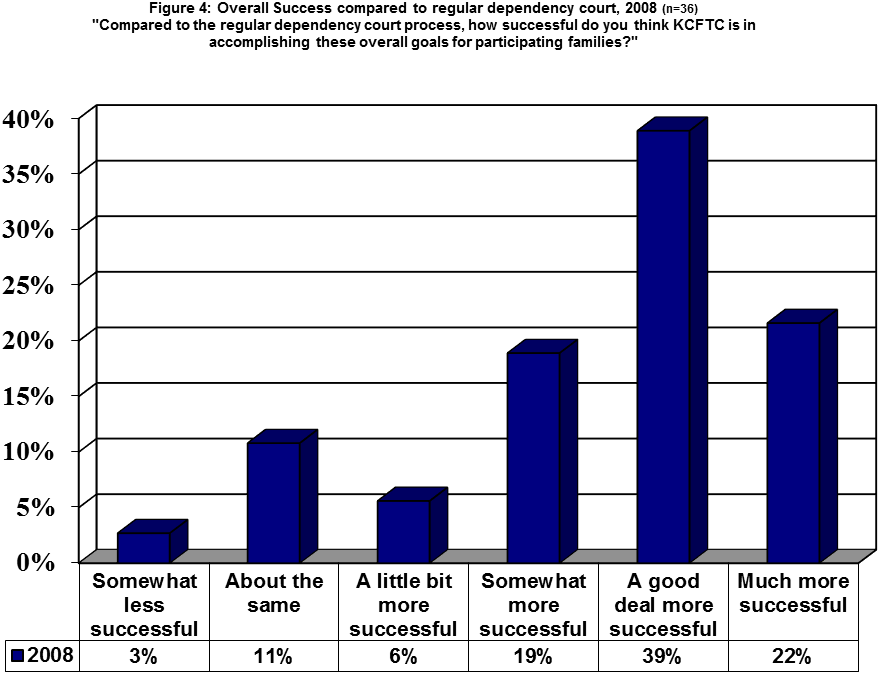 Figure 4: Overall Success compared to regular dependency court, 2008 (n=36)
"Compared to the regular dependency court process, how successful do you think KCFTC is in
accomplishing these overall goals for participating families?"
40%
35%
30%
25%
20%
15%
10%
5%
0%
Somewhat less successful
About the same
A little bit more successful
Somewhat more successful
A good deal more successful
Much more successful
2008 3% 11% 6% 19% 39% 22%